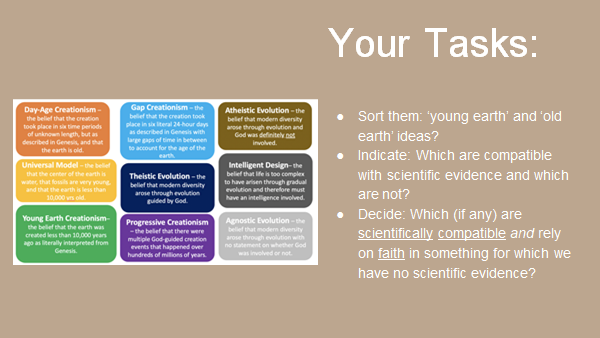 Your Tasks:
Day-Age Creationism –
the belief that the creation
took place in six time periods
of unknown length, but as
described in Genesis, and that
the earth is old.
Gap Creationism – the
belief that the creation took
place in six literal 24-hour days
as described in Genesis with
large gaps of time in between
to account for the age of the
earth.
Atheistic Evolution – the
belief that modern diversity
arose through evolution and
God was definitely not
involved.
Universal Model – the belief
that the center of the earth is
water, that fossils are very young,
and that the earth is less than
10,000 yrs old.
Theistic Evolution – the
belief that modern diversity
arose through evolution
guided by God.
Intelligent Design– the
belief that life is too complex
to have arisen through gradual
evolution and therefore must
have an intelligence involved.
Young Earth Creationism–
the belief that the earth was
created less than 10,000 years
ago as literally interpreted from
Genesis.
Progressive Creationism
– the belief that there were
multiple God-guided creation
events that happened over
hundreds of millions of years.
Agnostic Evolution – the
belief that modern diversity
arose through evolution with
no statement on whether God
was involved or not.
● Sort them: ‘young earth’ and ‘old
earth’ ideas?
● Indicate: Which are compatible
with scientific evidence and which
are not?
● Decide: Which (if any) are
scientifically compatible and rely
on faith in something for which we
have no scientific evidence?